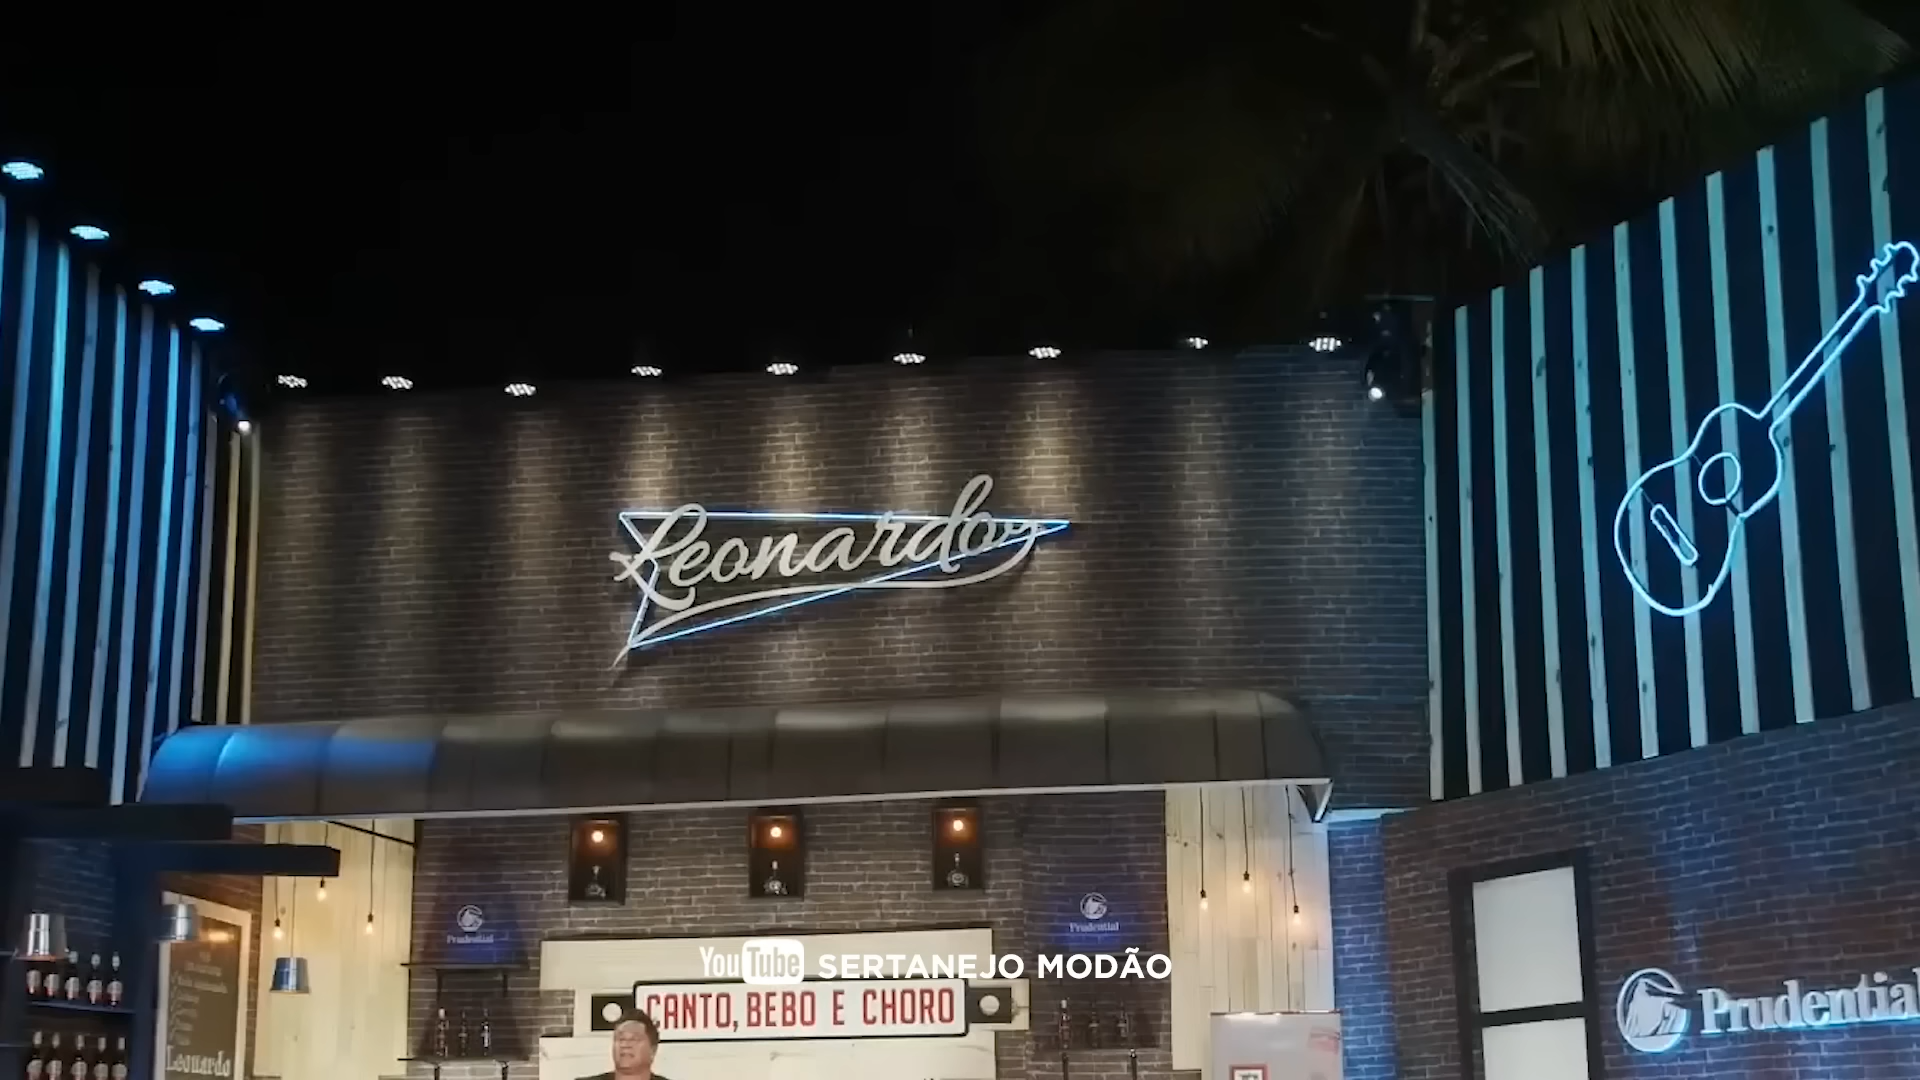 Leonardo
Prudential
Prudential
YouTube SERTANEJO MODÃO
CANTO, BEBO E CHORO
Prudential
Leonardo